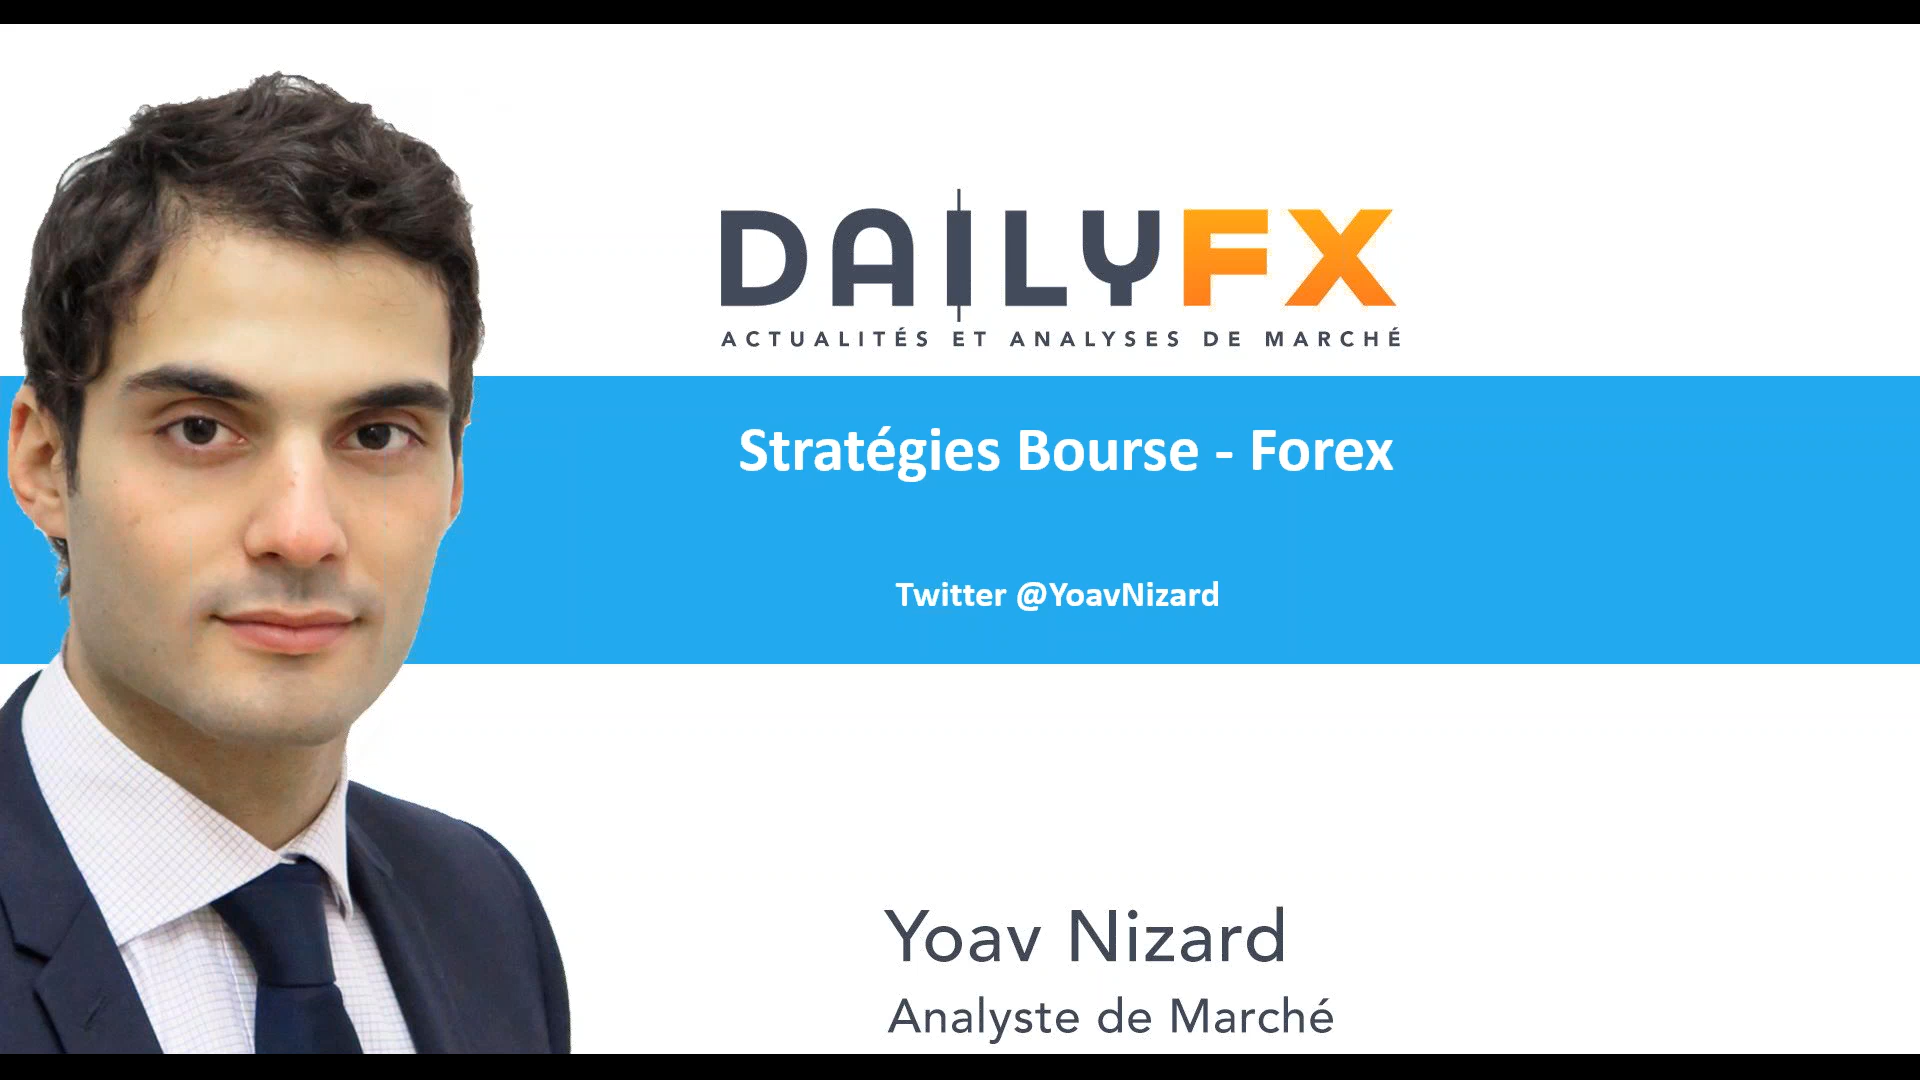 DAILYFX
ACTUALITÉS ET ANALYSES DE MARCHÉ
Stratégies Bourse - Forex
Twitter @YoavNizard
Yoav Nizard
Analyste de Marché